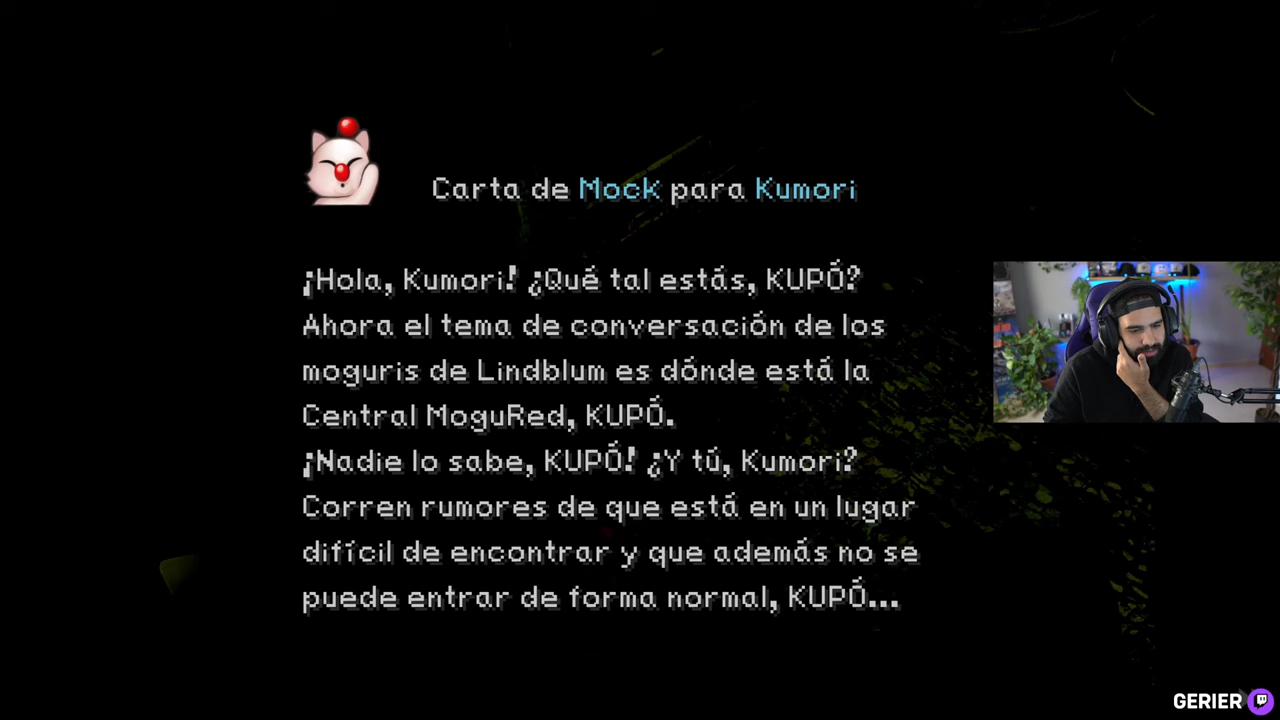 Carta de Mock para Kumori
¡Hola, Kumori! ¿Qué tal estás, KUPÓ?
Ahora el tema de conversación de los
moguris de Lindblum es dónde está la
Central MoguRed, KUPÓ.
¡Nadie lo sabe, KUPÓ! ¿Y tú, Kumori?
Corren rumores de que está en un lugar
difícil de encontrar y que además no se
puede entrar de forma normal, KUPÓ...
GERIER